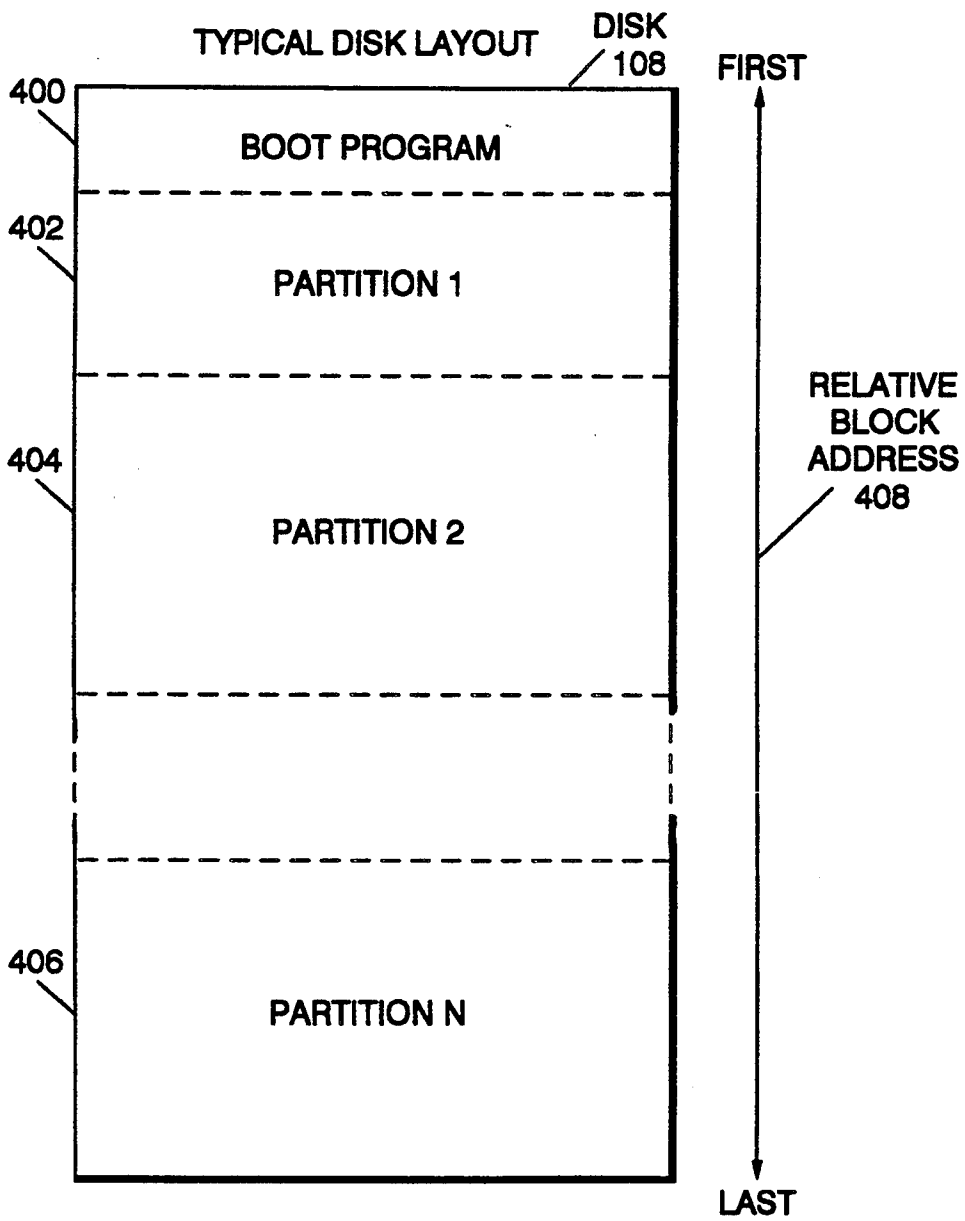 TYPICAL DISK LAYOUT
DISK
108
FIRST
400
BOOT PROGRAM
402
PARTITION 1
RELATIVE
BLOCK
ADDRESS
408
404
PARTITION 2
406
PARTITION N
LAST